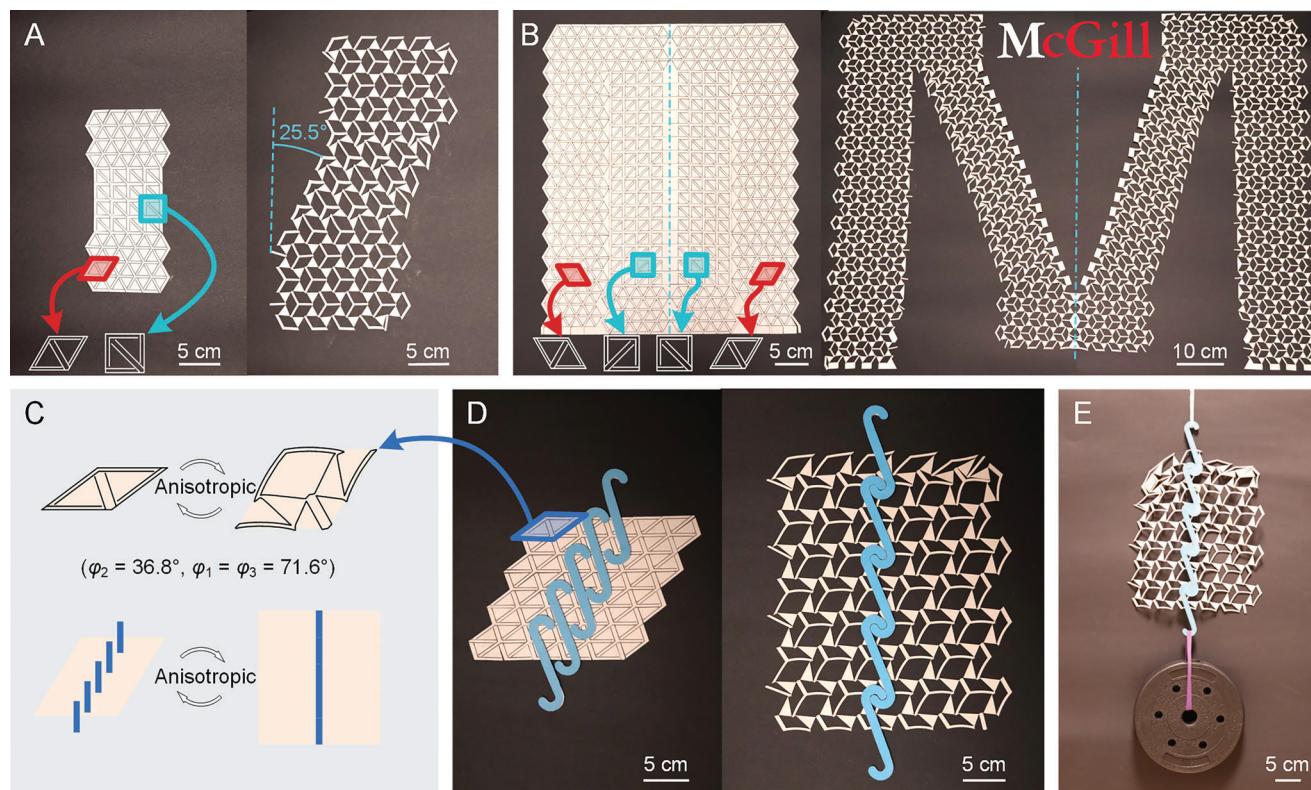 A
25.5°
5 cm
5 cm
B
McGill
5 cm
10 cm
C
Anisotropic
(φ2 = 36.8°, φ1 = φ3 = 71.6°)
Anisotropic
D
5 cm
5 cm
E
5 cm